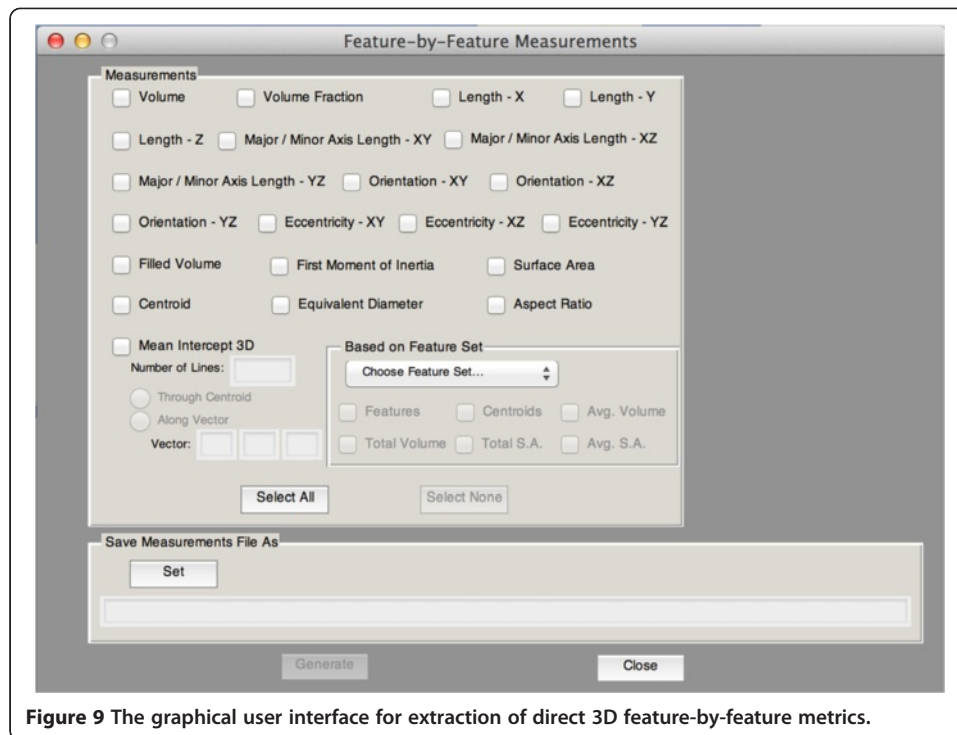 Feature-by-Feature Measurements
Measurements
Volume Volume Fraction Length - X Length - Y
Length - Z Major / Minor Axis Length - XY Major / Minor Axis Length - XZ
Major / Minor Axis Length - YZ Orientation - XY Orientation - XZ
Orientation - YZ Eccentricity - XY Eccentricity - XZ Eccentricity - YZ
Filled Volume First Moment of Inertia Surface Area
Centroid Equivalent Diameter Aspect Ratio
Mean Intercept 3D
Number of Lines:
Through Centroid
Along Vector
Vector:
Based on Feature Set
Choose Feature Set...
Features Centroids Avg. Volume
Total Volume Total S.A. Avg. S.A.
Select All Select None
Save Measurements File As
Set
Generate Close
Figure 9 The graphical user interface for extraction of direct 3D feature-by-feature metrics.